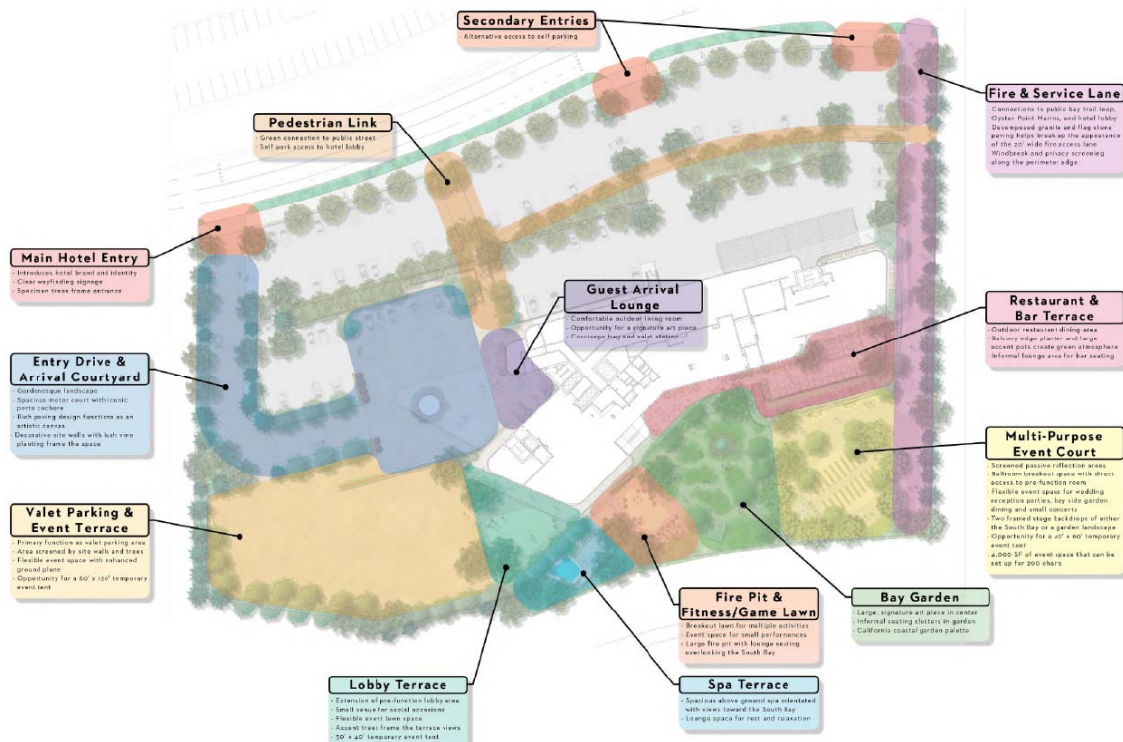 Secondary Entries
- Alternative access to self parking
Pedestrian Link
- Green connection to public street
- Self park access to hotel lobby
Fire & Service Lane
- Connections to public bay trail loop,
Oyster Point Marina, and hotel lobby
- Decomposed granite and flag stone
paving helps break up the appearance
of the 20' wide fire access lane
- Windbreak and privacy screening
along the perimeter edge
Main Hotel Entry
- Introduces hotel brand and identity
- Clear wayfinding signage
- Specimen trees frame entrance
Guest Arrival
Lounge
- Comfortable outdoor living room
- Opportunity for a signature art piece
- Concierge bag and valet station
Restaurant &
Bar Terrace
- Outdoor restaurant dining area
- Balcony edge planter and large
accent pots create green atmosphere
- Informal lounge area for bar seating
Entry Drive &
Arrival Courtyard
- Gardenesque landscape
- Spacious motor court with iconic
porte cochere
- Rich paving design functions as an
artistic canvas
- Decorative site walls with lush vine
planting frame the space
Multi-Purpose
Event Court
- Screened passive reflection areas
- Ballroom breakout space with direct
access to pre-function room
- Flexible event space for wedding
reception parties, bay side garden
dining and small concerts
- Two framed stage backdrops of either
the South Bay or a garden landscape
- Opportunity for a 40' x 60' temporary
event tent
- 4,000 SF of event space that can be
set up for 200 chairs
Valet Parking &
Event Terrace
- Primary function as valet parking area
- Area screened by site walls and trees
- Flexible event space with enhanced
ground plane
- Opportunity for a 80' x 120' temporary
event tent
Fire Pit &
Fitness/Game Lawn
- Breakout lawn for multiple activities
- Event space for small performances
- Large fire pit with lounge seating
overlooking the South Bay
Bay Garden
- Large, signature art piece in center
- Informal seating clusters in garden
- California coastal garden palette
Lobby Terrace
- Extension of pre-function lobby area
- Small venue for social occasions
- Flexible event lawn space
- Accent trees frame the terrace views
- 30' x 40' temporary event tent
Spa Terrace
- Spacious above ground spa orientated
with views toward the South Bay
- Lounge space for rest and relaxation